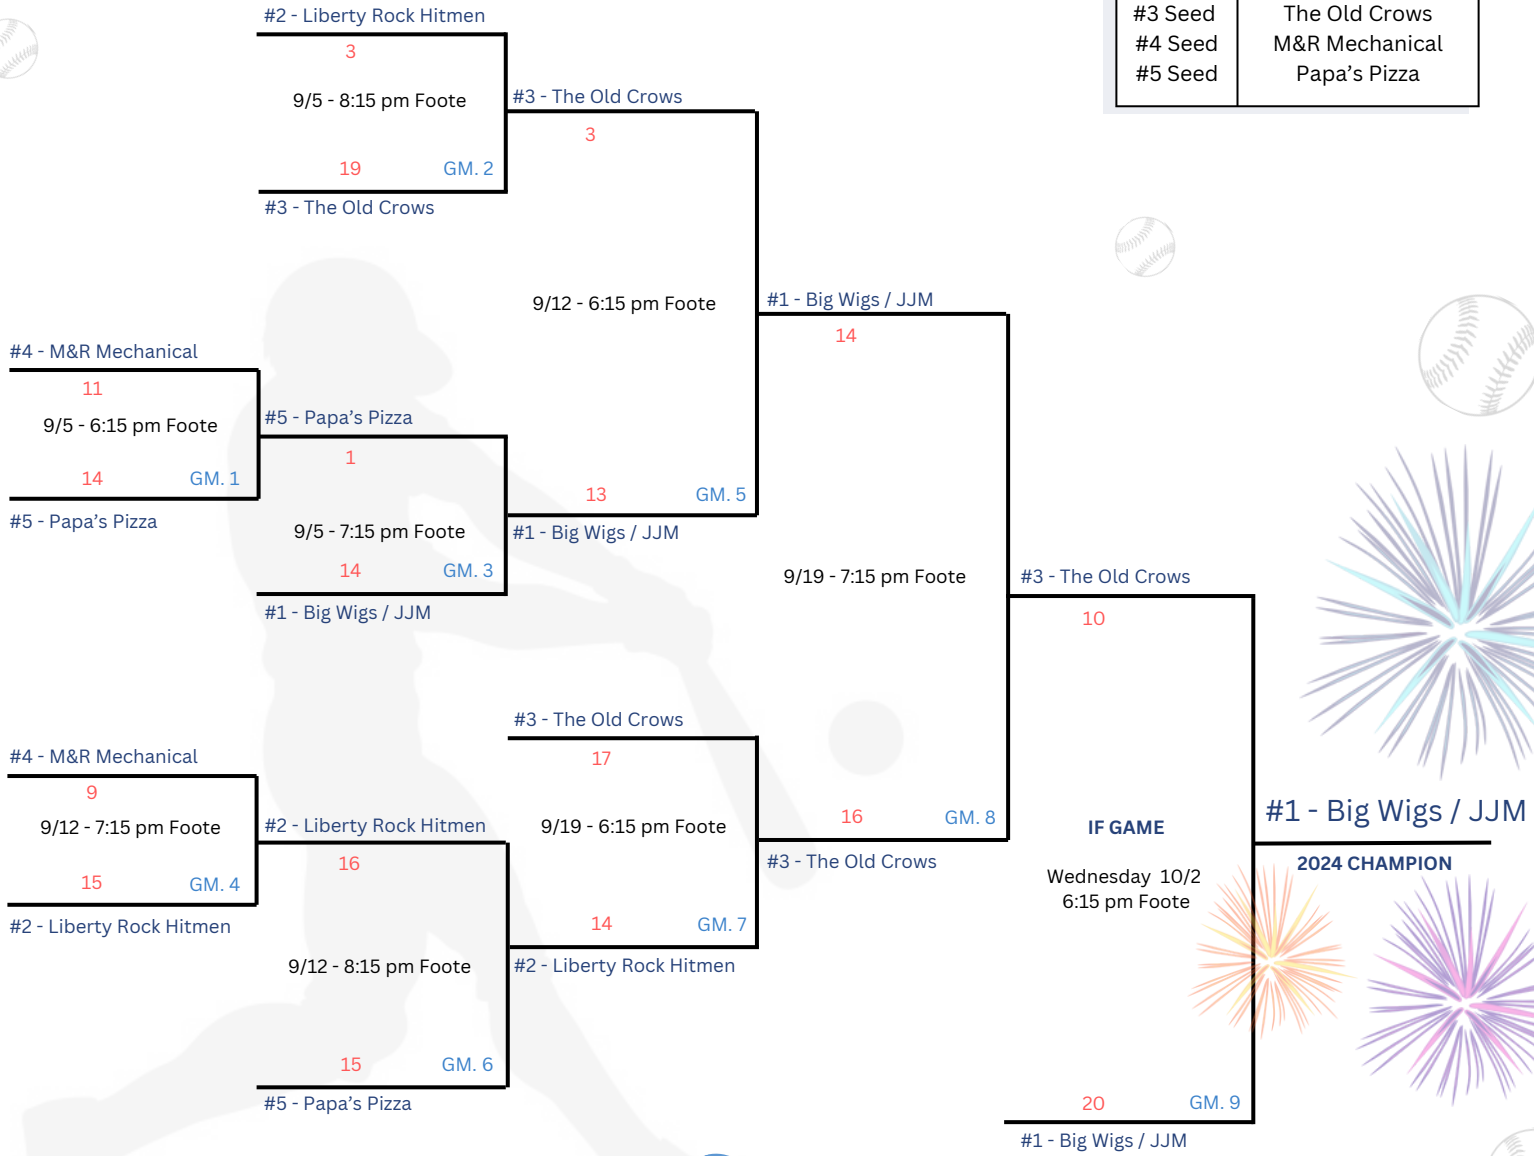 #2 - Liberty Rock Hitmen
3
9/5 - 8:15 pm Foote
19 GM. 2
#3 - The Old Crows
#3 Seed The Old Crows
#4 Seed M&R Mechanical
#5 Seed Papa’s Pizza
#3 - The Old Crows
3
9/12 - 6:15 pm Foote
13 GM. 5
#1 - Big Wigs / JJM
#4 - M&R Mechanical
11
9/5 - 6:15 pm Foote
14 GM. 1
#5 - Papa’s Pizza
#5 - Papa’s Pizza
1
9/5 - 7:15 pm Foote
14 GM. 3
#1 - Big Wigs / JJM
#1 - Big Wigs / JJM
14
9/19 - 7:15 pm Foote
16 GM. 8
#3 - The Old Crows
#4 - M&R Mechanical
9
9/12 - 7:15 pm Foote
15 GM. 4
#2 - Liberty Rock Hitmen
#2 - Liberty Rock Hitmen
16
9/12 - 8:15 pm Foote
15 GM. 6
#5 - Papa’s Pizza
#3 - The Old Crows
17
9/19 - 6:15 pm Foote
14 GM. 7
#2 - Liberty Rock Hitmen
#3 - The Old Crows
10
IF GAME
Wednesday 10/2
6:15 pm Foote
20 GM. 9
#1 - Big Wigs / JJM
#1 - Big Wigs / JJM
2024 CHAMPION